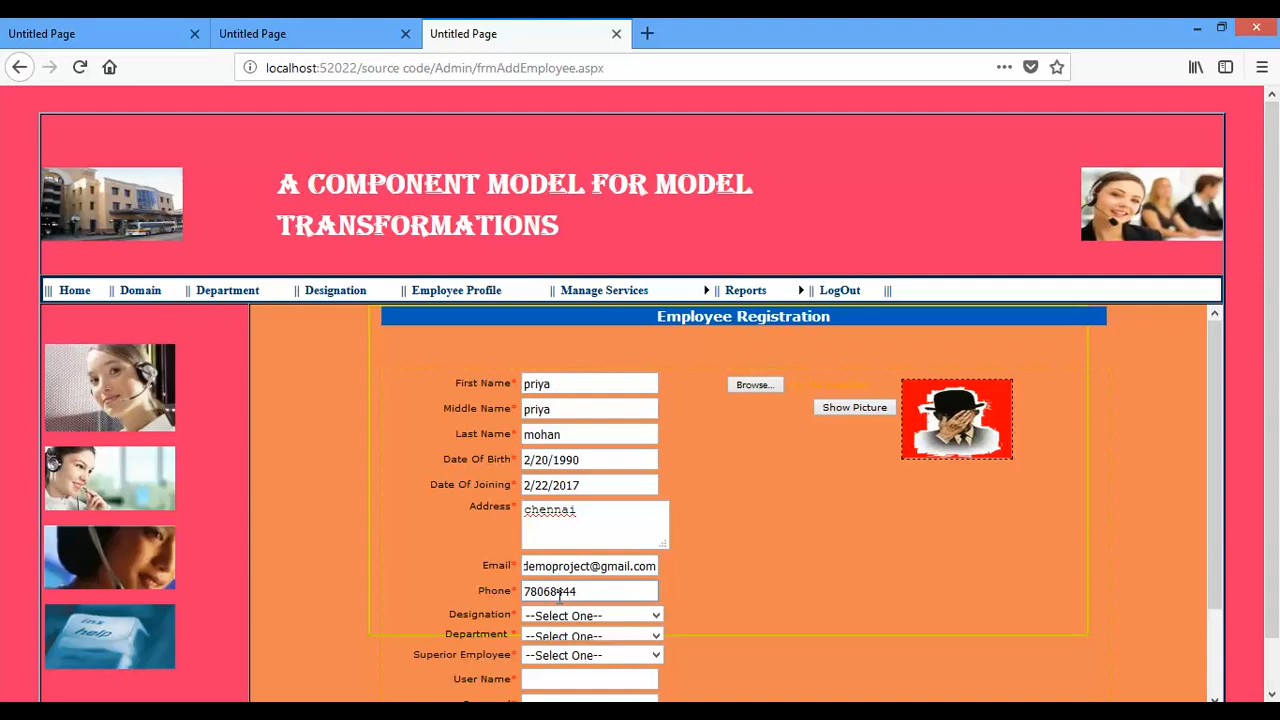 Untitled Page
Untitled Page
Untitled Page
localhost:52022/source code/Admin/frmAddEmployee.aspx
A COMPONENT MODEL FOR MODEL
TRANSFORMATIONS
||| Home || Domain || Department || Designation || Employee Profile || Manage Services || Reports || LogOut |||
Employee Registration
First Name* priya
Browse...
Middle Name* priya
Show Picture
Last Name* mohan
Date Of Birth* 2/20/1990
Date Of Joining* 2/22/2017
Address* chennai
Email* demoproject@gmail.com
Phone*
Designation* --Select One--
Department* --Select One--
Superior Employee* --Select One--
User Name*
help